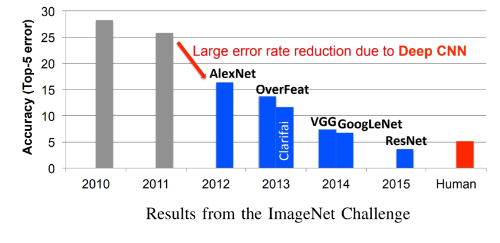 Accuracy (Top-5 error)
30
25
20
15
10
5
0
Large error rate reduction due to Deep CNN
AlexNet
OverFeat
Clarifai
VGG GoogLeNet
ResNet
2010 2011 2012 2013 2014 2015 Human
Results from the ImageNet Challenge